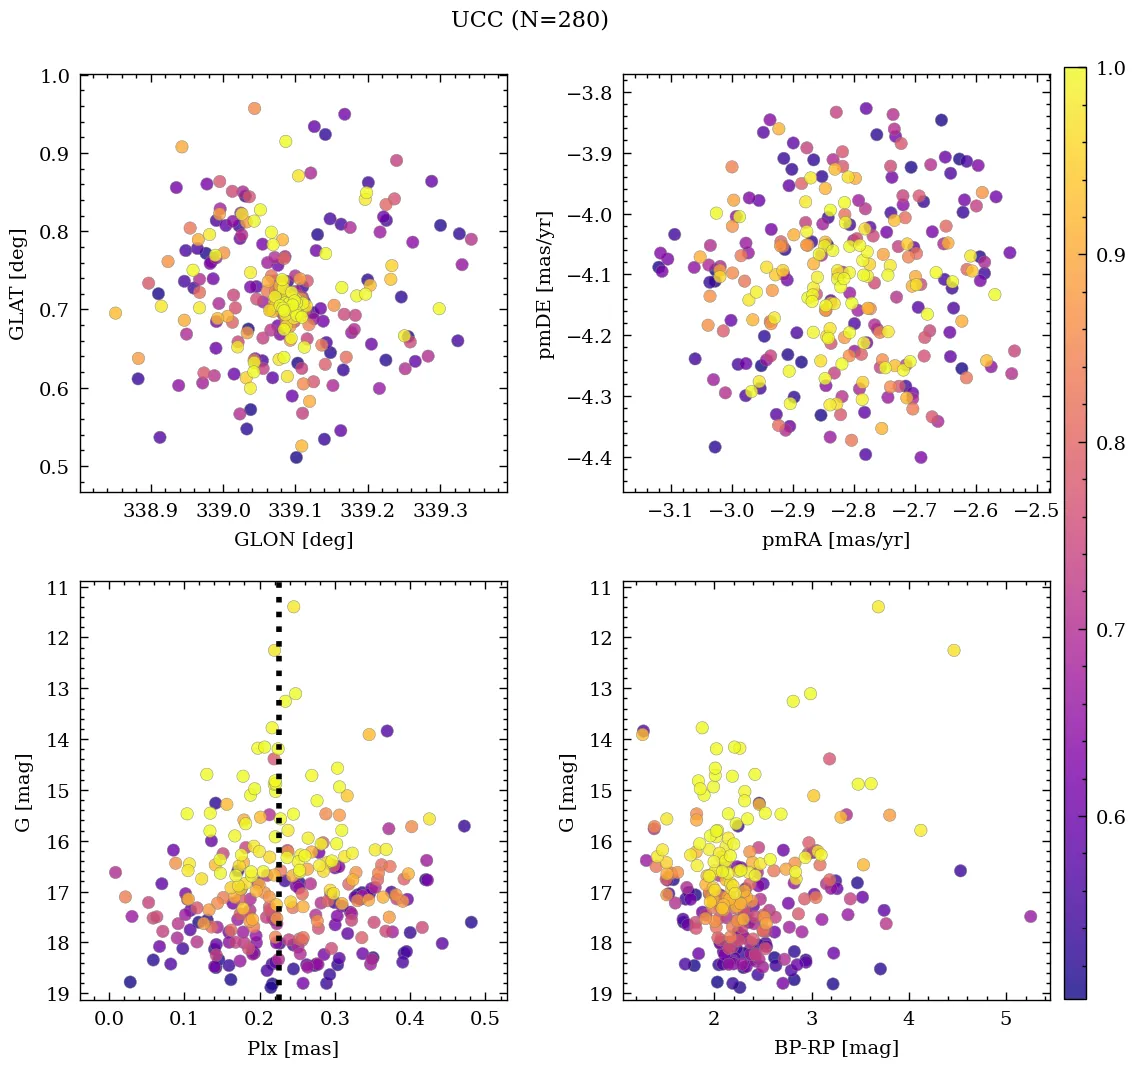 UCC (N=280)
1.0
0.9
0.8
0.7
0.6
0.5
GLAT [deg]
338.9 339.0 339.1 339.2 339.3
GLON [deg]
−3.8
−3.9
−4.0
−4.1
−4.2
−4.3
−4.4
pmDE [mas/yr]
−3.1 −3.0 −2.9 −2.8 −2.7 −2.6 −2.5
pmRA [mas/yr]
1.0
0.9
0.8
0.7
0.6
11
12
13
14
15
16
17
18
19
G [mag]
0.0 0.1 0.2 0.3 0.4 0.5
Plx [mas]
11
12
13
14
15
16
17
18
19
G [mag]
2 3 4 5
BP-RP [mag]